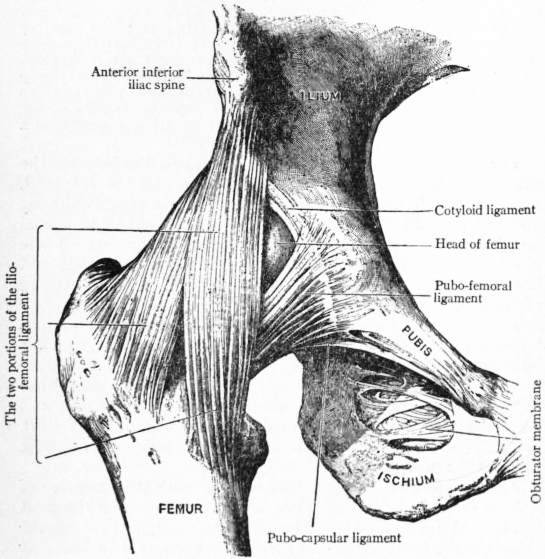 Anterior inferior
iliac spine
ILIUM
Cotyloid ligament
Head of femur
Pubo-femoral
ligament
The two portions of the ilio-
femoral ligament
PUBIS
Obturator membrane
ISCHIUM
FEMUR
Pubo-capsular ligament